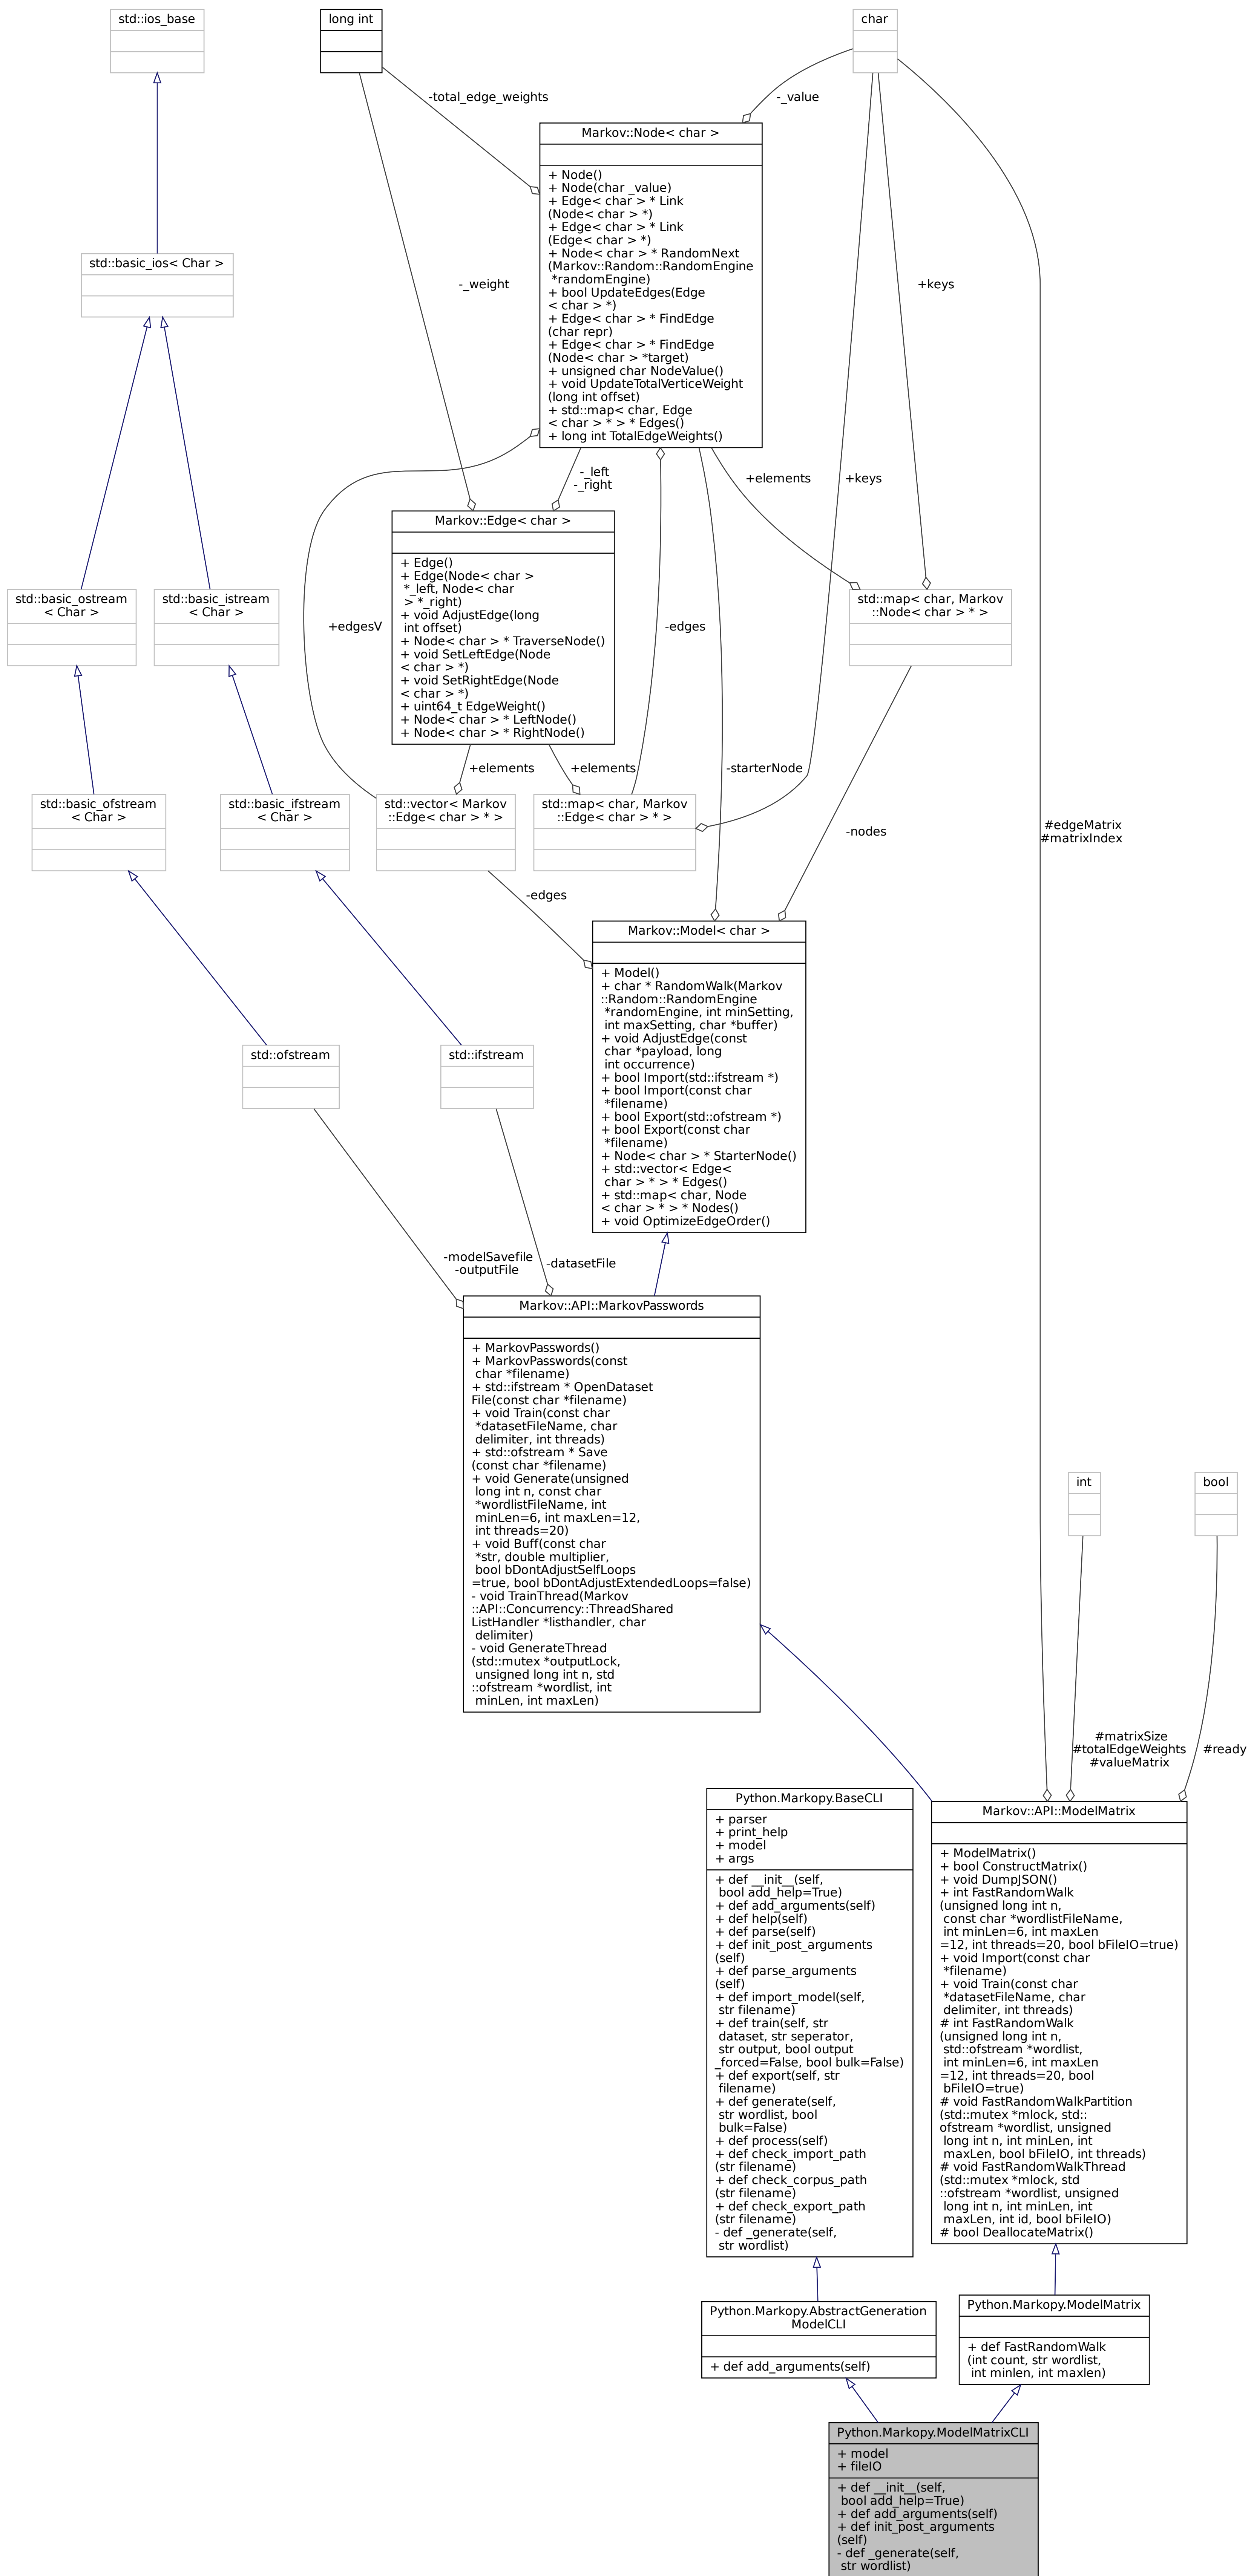 std::ios_base
long int
char
-total_edge_weights
-_value
Markov::Node< char >
+ Node()
+ Node(char _value)
+ Edge< char > * Link
(Node< char > *)
+ Edge< char > * Link
(Edge< char > *)
+ Node< char > * RandomNext
(Markov::Random::RandomEngine
 *randomEngine)
+ bool UpdateEdges(Edge
< char > *)
+ Edge< char > * FindEdge
(char repr)
+ Edge< char > * FindEdge
(Node< char > *target)
+ unsigned char NodeValue()
+ void UpdateTotalVerticeWeight
(long int offset)
+ std::map< char, Edge
< char > * > * Edges()
+ long int TotalEdgeWeights()
std::basic_ios< Char >
-_weight
+keys
-_left
-_right
+elements
+keys
Markov::Edge< char >
+ Edge()
+ Edge(Node< char >
 *_left, Node< char
 > *_right)
+ void AdjustEdge(long
 int offset)
+ Node< char > * TraverseNode()
+ void SetLeftEdge(Node
< char > *)
+ void SetRightEdge(Node
< char > *)
+ uint64_t EdgeWeight()
+ Node< char > * LeftNode()
+ Node< char > * RightNode()
std::basic_ostream
< Char >
std::basic_istream
< Char >
std::map< char, Markov
::Node< char > * >
+edgesV
-edges
+elements
+elements
-starterNode
std::basic_ofstream
< Char >
std::basic_ifstream
< Char >
std::vector< Markov
::Edge< char > * >
std::map< char, Markov
::Edge< char > * >
-nodes
#edgeMatrix
#matrixIndex
-edges
Markov::Model< char >
+ Model()
+ char * RandomWalk(Markov
::Random::RandomEngine
 *randomEngine, int minSetting,
 int maxSetting, char *buffer)
+ void AdjustEdge(const
 char *payload, long
 int occurrence)
+ bool Import(std::ifstream *)
+ bool Import(const char
 *filename)
+ bool Export(std::ofstream *)
+ bool Export(const char
 *filename)
+ Node< char > * StarterNode()
+ std::vector< Edge<
 char > * > * Edges()
+ std::map< char, Node
< char > * > * Nodes()
+ void OptimizeEdgeOrder()
std::ofstream
std::ifstream
-modelSavefile
-outputFile
-datasetFile
Markov::API::MarkovPasswords
+ MarkovPasswords()
+ MarkovPasswords(const
 char *filename)
+ std::ifstream * OpenDataset
File(const char *filename)
+ void Train(const char
 *datasetFileName, char
 delimiter, int threads)
+ std::ofstream * Save
(const char *filename)
+ void Generate(unsigned
 long int n, const char
 *wordlistFileName, int
 minLen=6, int maxLen=12,
 int threads=20)
+ void Buff(const char
 *str, double multiplier,
 bool bDontAdjustSelfLoops
=true, bool bDontAdjustExtendedLoops=false)
- void TrainThread(Markov
::API::Concurrency::ThreadShared
ListHandler *listhandler, char
 delimiter)
- void GenerateThread
(std::mutex *outputLock,
 unsigned long int n, std
::ofstream *wordlist, int
 minLen, int maxLen)
int
bool
#matrixSize
#totalEdgeWeights
#valueMatrix
#ready
Python.Markopy.BaseCLI
+ parser
+ print_help
+ model
+ args
+ def __init__(self,
 bool add_help=True)
+ def add_arguments(self)
+ def help(self)
+ def parse(self)
+ def init_post_arguments
(self)
+ def parse_arguments
(self)
+ def import_model(self,
 str filename)
+ def train(self, str
 dataset, str seperator,
 str output, bool output
_forced=False, bool bulk=False)
+ def export(self, str
 filename)
+ def generate(self,
 str wordlist, bool
 bulk=False)
+ def process(self)
+ def check_import_path
(str filename)
+ def check_corpus_path
(str filename)
+ def check_export_path
(str filename)
- def _generate(self,
 str wordlist)
Markov::API::ModelMatrix
+ ModelMatrix()
+ bool ConstructMatrix()
+ void DumpJSON()
+ int FastRandomWalk
(unsigned long int n,
 const char *wordlistFileName,
 int minLen=6, int maxLen
=12, int threads=20, bool bFileIO=true)
+ void Import(const char
 *filename)
+ void Train(const char
 *datasetFileName, char
 delimiter, int threads)
# int FastRandomWalk
(unsigned long int n,
 std::ofstream *wordlist,
 int minLen=6, int maxLen
=12, int threads=20, bool
 bFileIO=true)
# void FastRandomWalkPartition
(std::mutex *mlock, std::
ofstream *wordlist, unsigned
 long int n, int minLen, int
 maxLen, bool bFileIO, int threads)
# void FastRandomWalkThread
(std::mutex *mlock, std
::ofstream *wordlist, unsigned
 long int n, int minLen, int
 maxLen, int id, bool bFileIO)
# bool DeallocateMatrix()
Python.Markopy.AbstractGeneration
ModelCLI
+ def add_arguments(self)
Python.Markopy.ModelMatrix
+ def FastRandomWalk
(int count, str wordlist,
 int minlen, int maxlen)
Python.Markopy.ModelMatrixCLI
+ model
+ fileIO
+ def __init__(self,
 bool add_help=True)
+ def add_arguments(self)
+ def init_post_arguments
(self)
- def _generate(self,
 str wordlist)